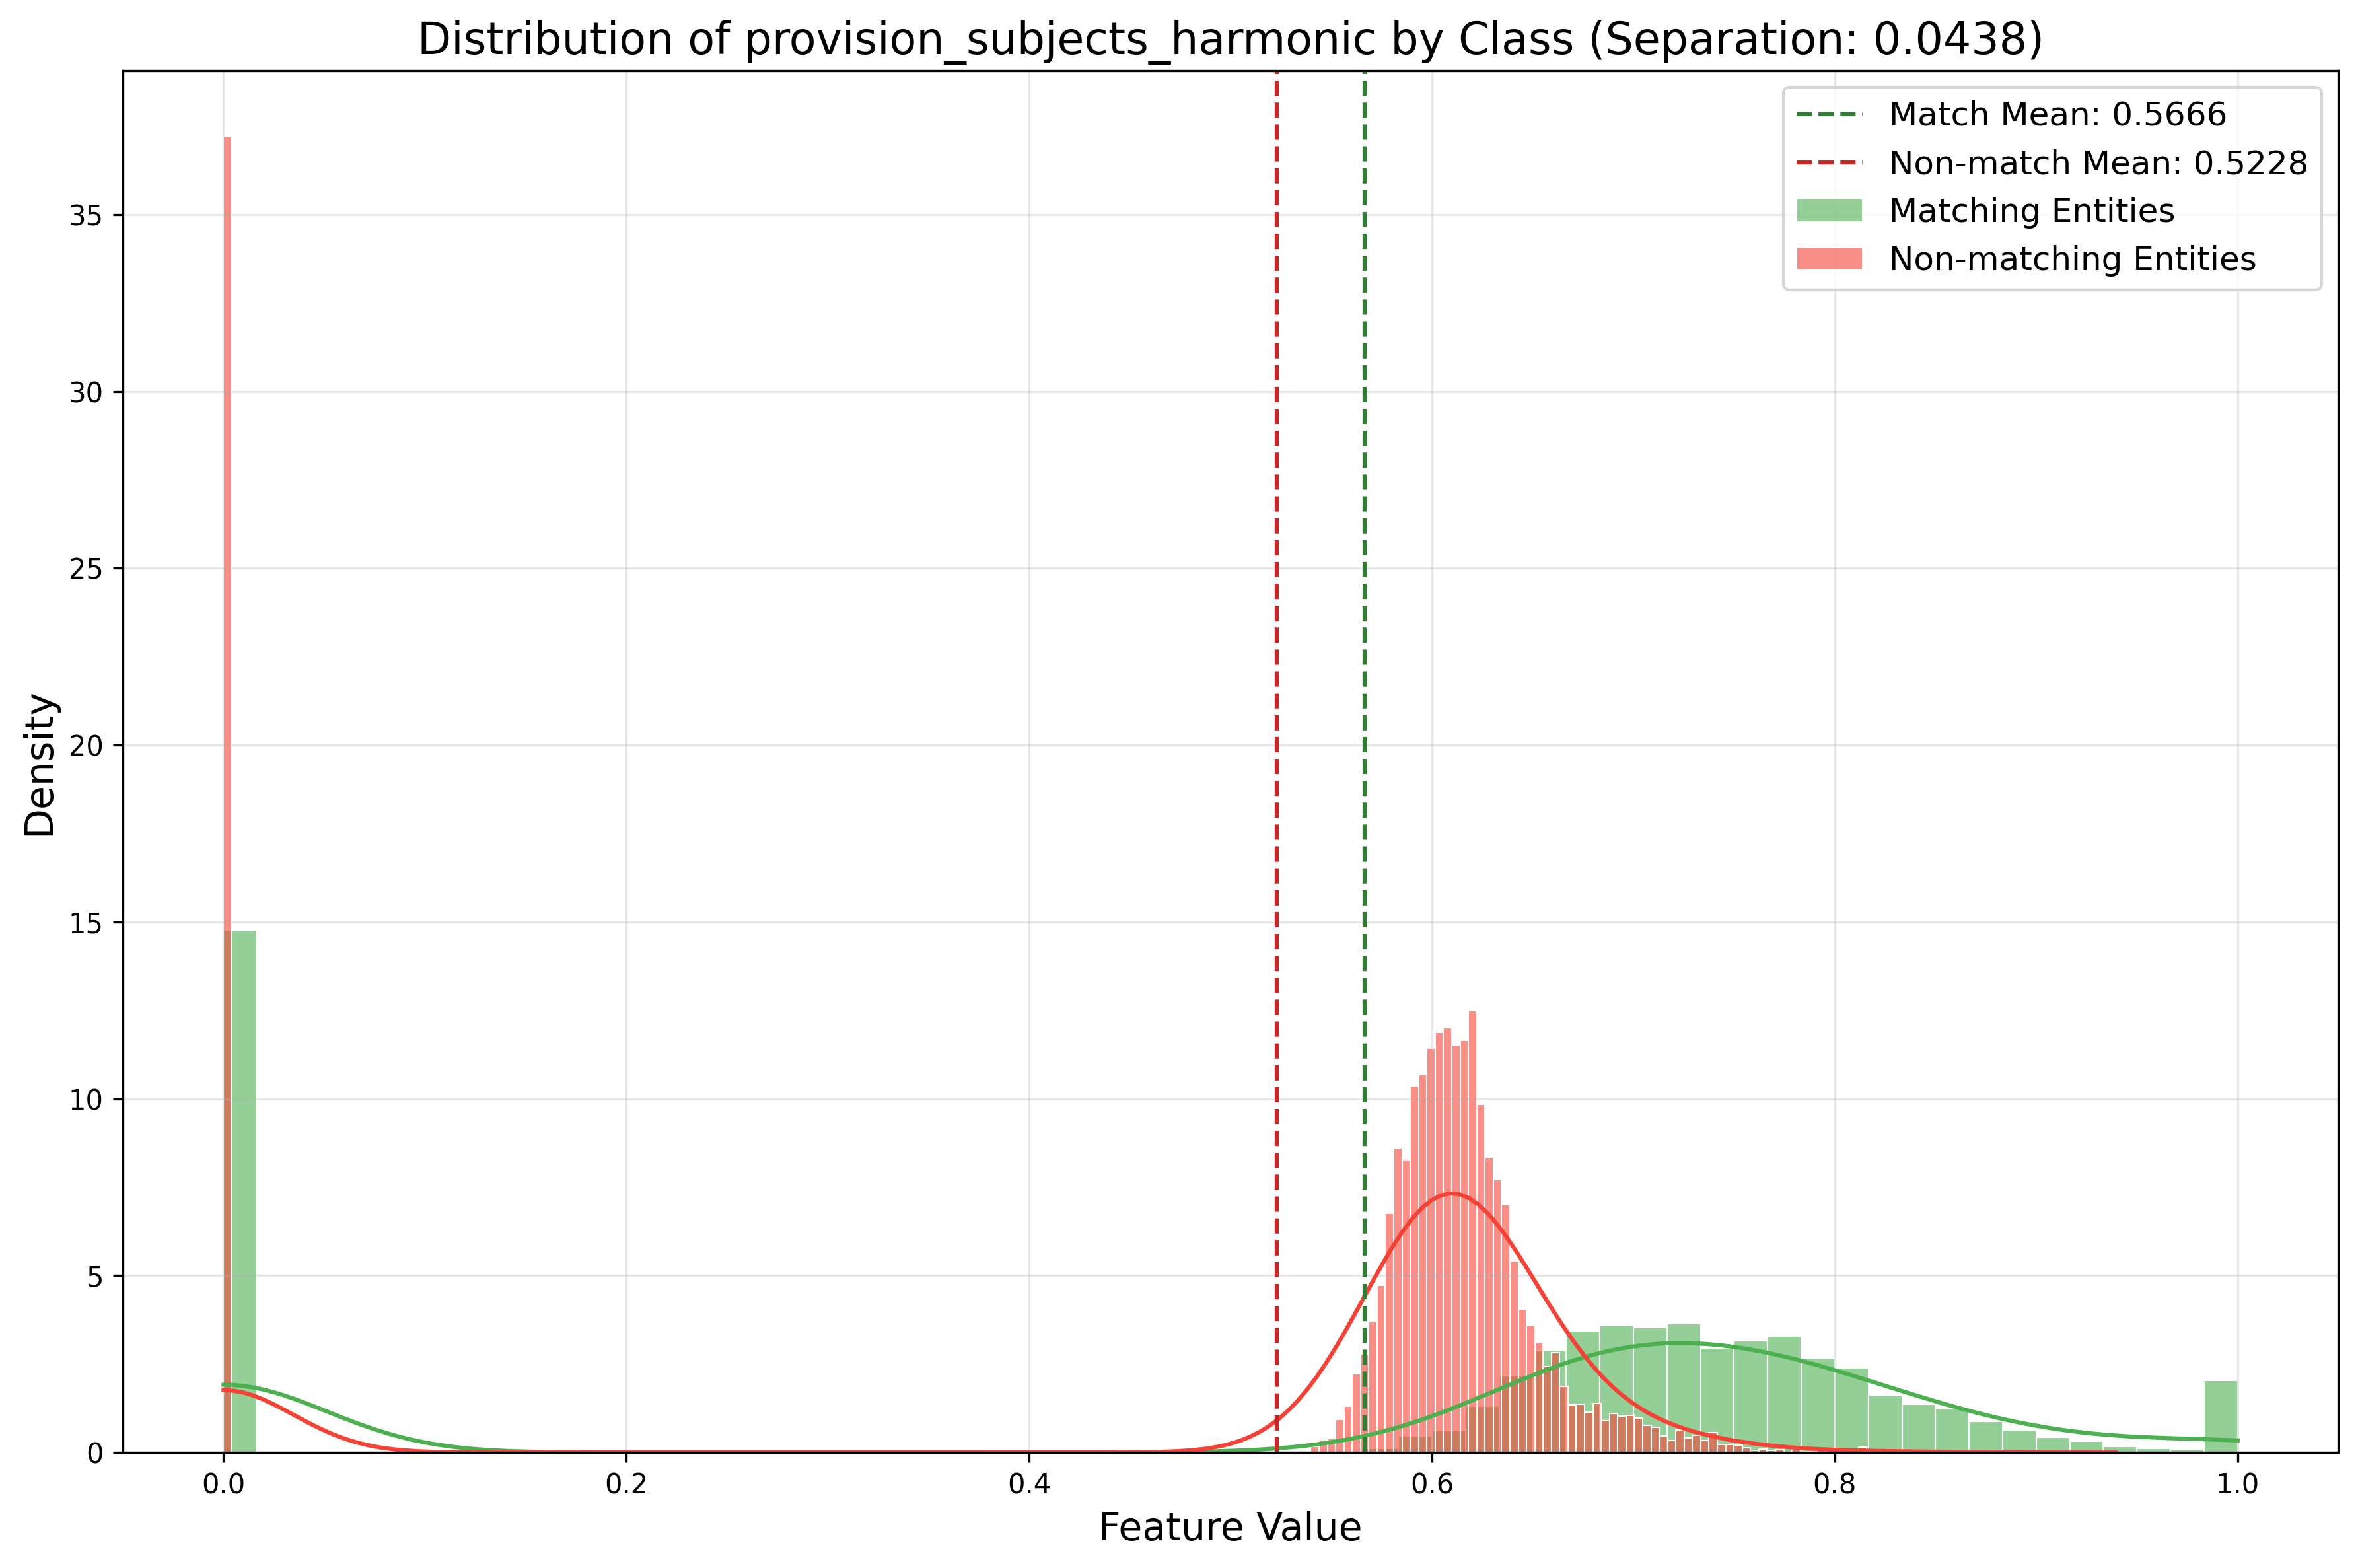 Distribution of provision_subjects_harmonic by Class (Separation: 0.0438)
Match Mean: 0.5666
Non-match Mean: 0.5228
Matching Entities
Non-matching Entities
Density
35
30
25
20
15
10
5
0
0.0
0.2
0.4
0.6
0.8
1.0
Feature Value